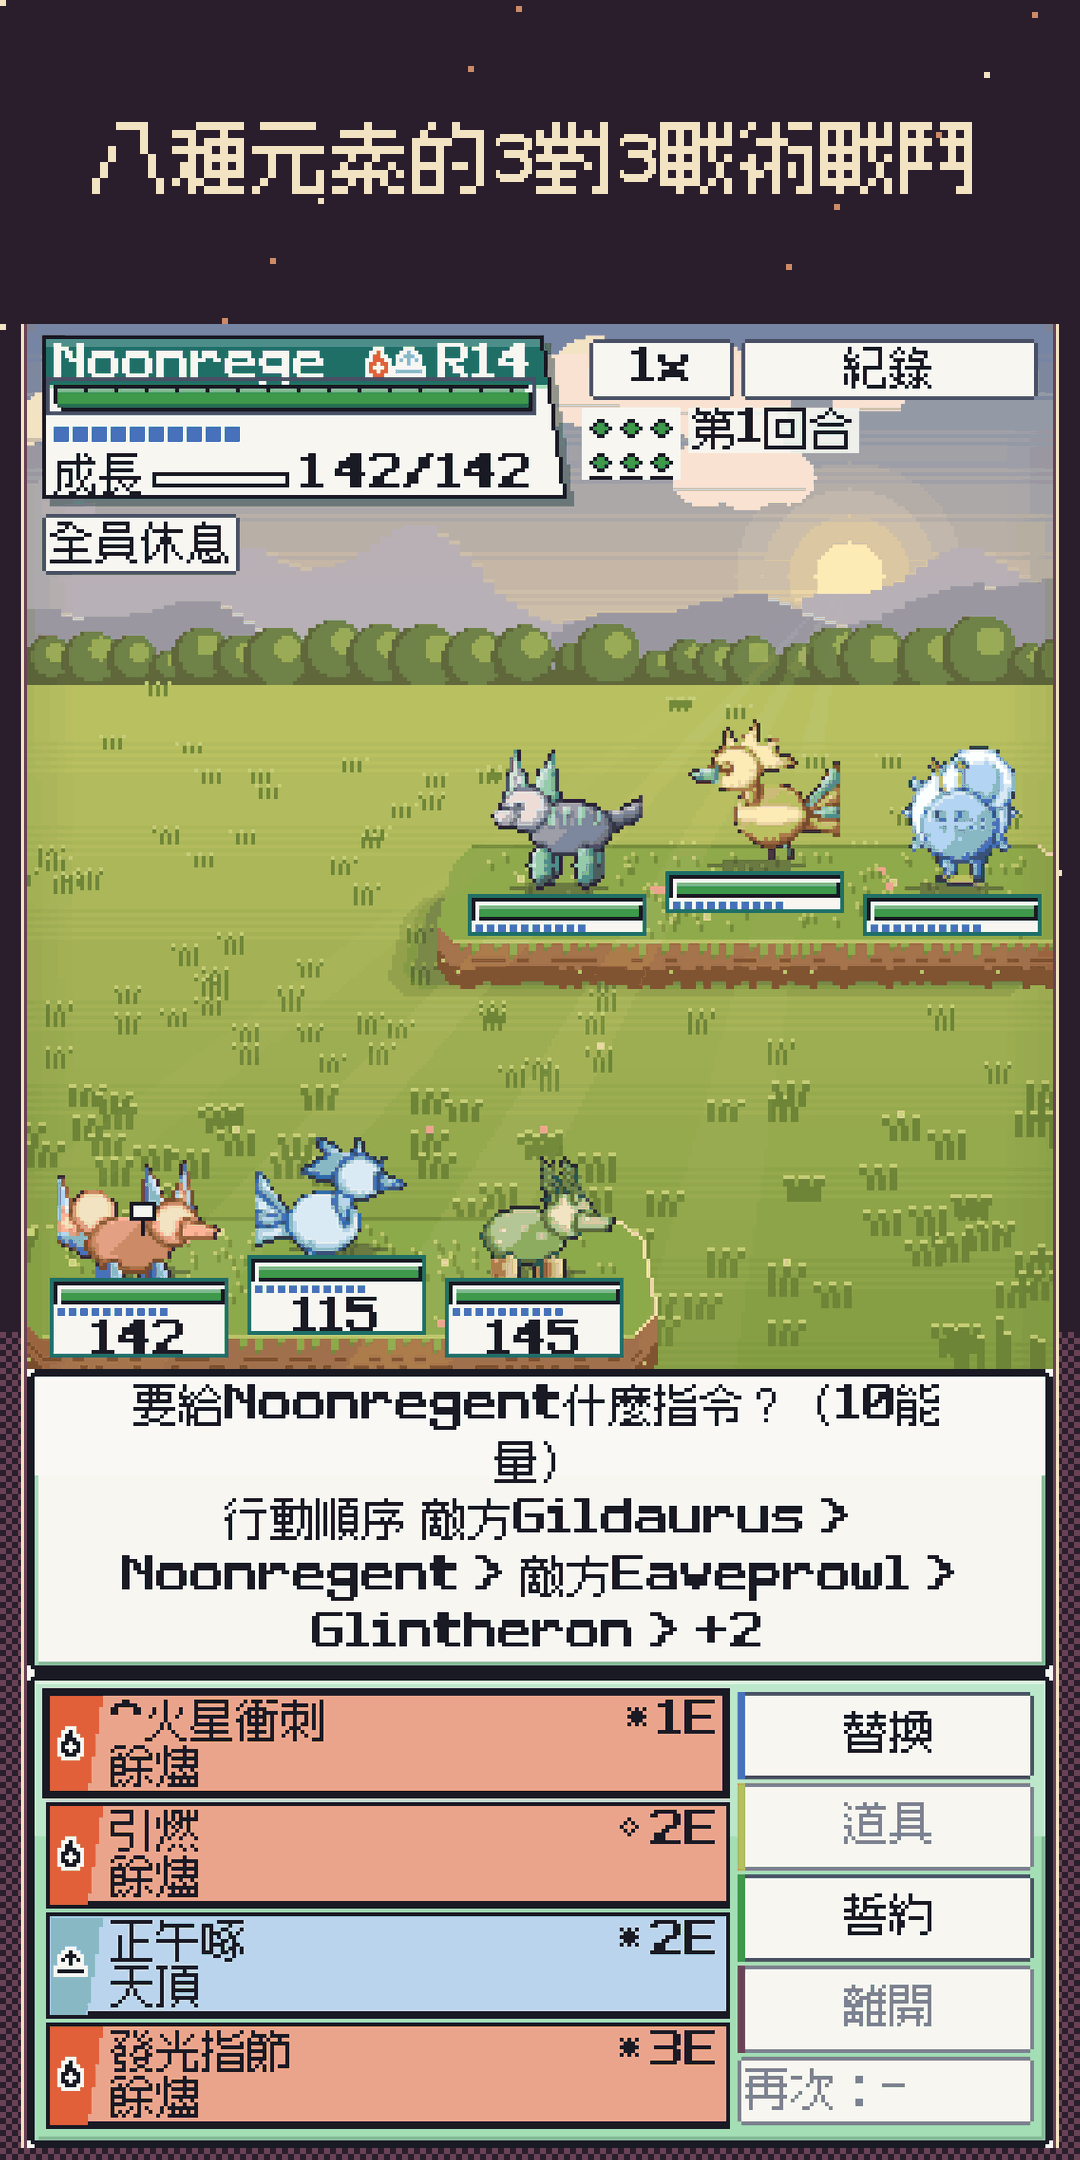 八種元素的3對3戰術戰鬥
Noonrege R14
1x
紀錄
第1回合
成長 142/142
全員休息
142
115
145
要給Noonregent什麼指令？（10能
量）
行動順序 敵方Gildaurus >
Noonregent > 敵方Eaveprowl >
Glintheron > +2
火星衝刺 1E
餘燼
引燃 2E
餘燼
正午啄 2E
天頂
發光指節 3E
餘燼
替換
道具
誓約
離開
再次：-